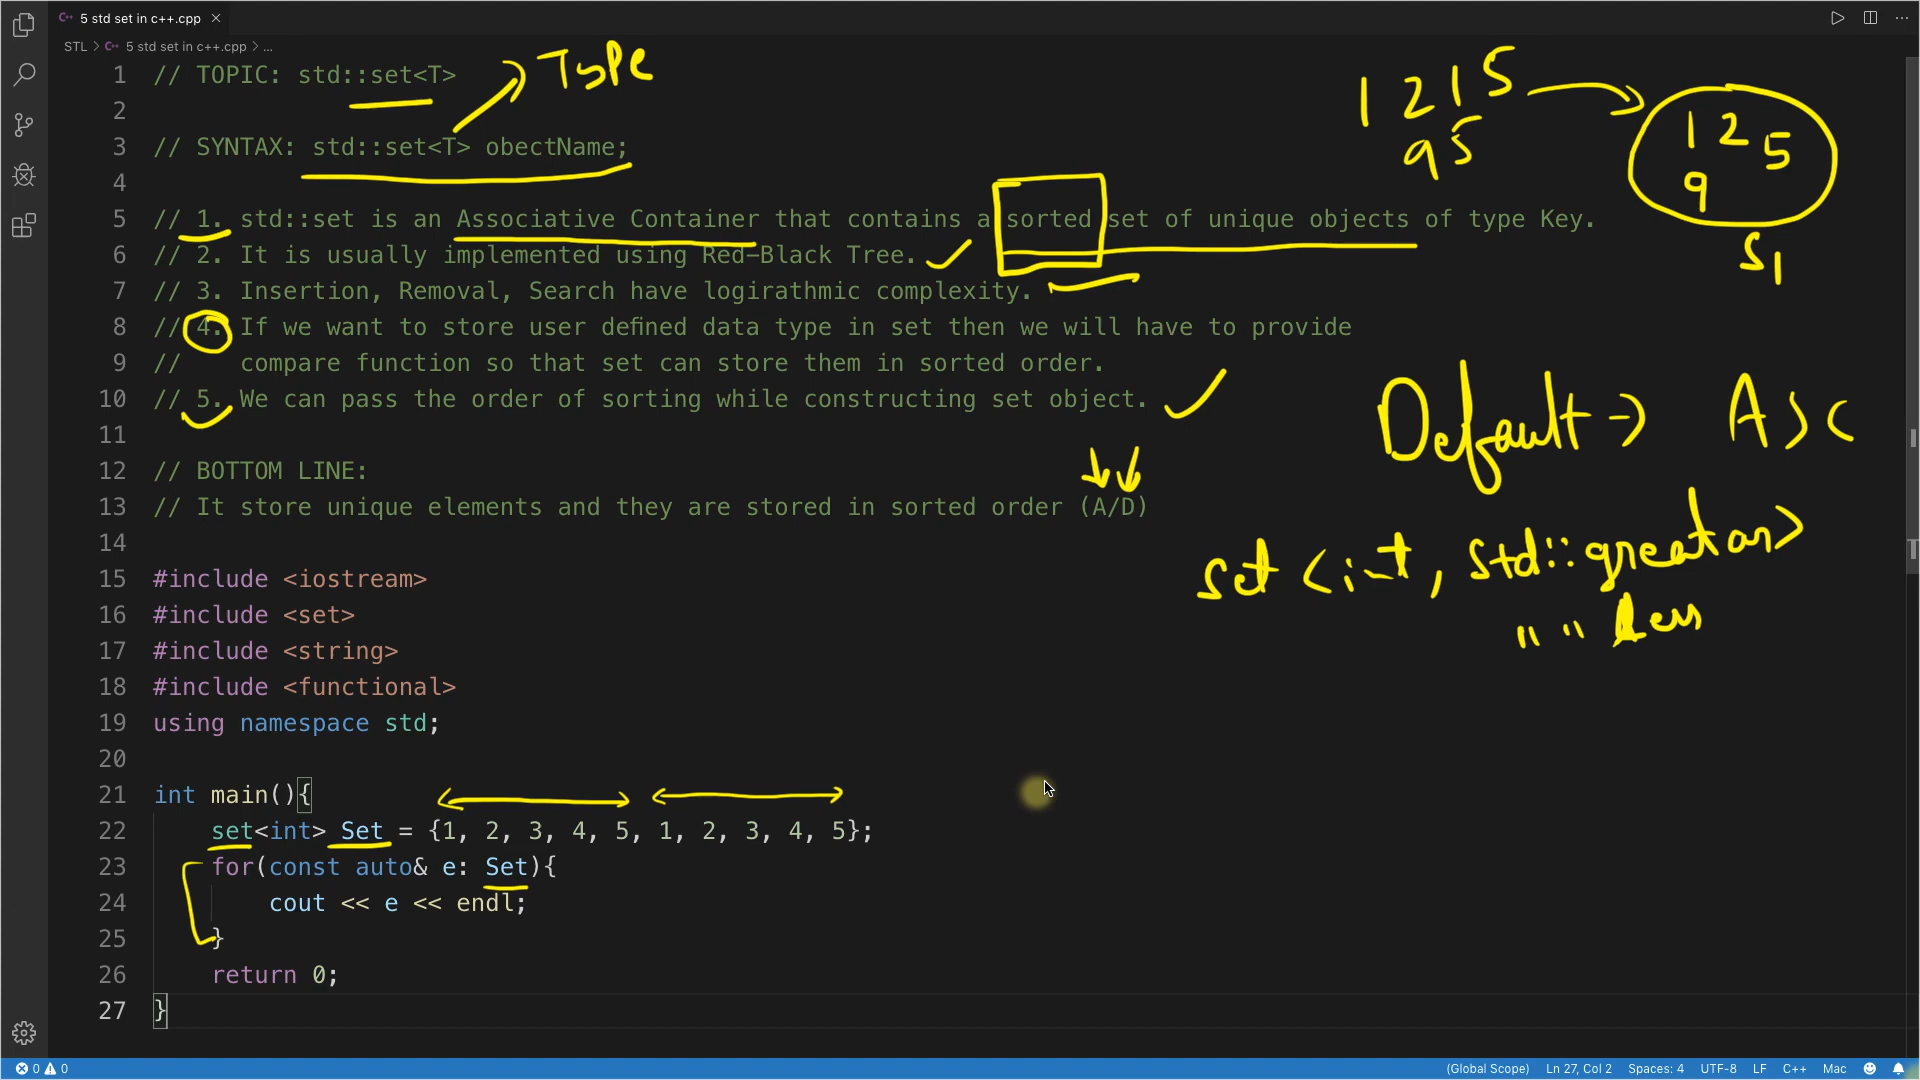 5 std set in c++.cpp
STL > 5 std set in c++.cpp > ...
1 // TOPIC: std::set<T>
Type
2
3 // SYNTAX: std::set<T> obectName;
4
5 // 1. std::set is an Associative Container that contains a sorted set of unique objects of type Key.
6 // 2. It is usually implemented using Red-Black Tree.
7 // 3. Insertion, Removal, Search have logirathmic complexity.
8 // 4. If we want to store user defined data type in set then we will have to provide
9 //    compare function so that set can store them in sorted order.
10 // 5. We can pass the order of sorting while constructing set object.
11
12 // BOTTOM LINE:
13 // It store unique elements and they are stored in sorted order (A/D)
14
15 #include <iostream>
16 #include <set>
17 #include <string>
18 #include <functional>
19 using namespace std;
20
21 int main(){
22     set<int> Set = {1, 2, 3, 4, 5, 1, 2, 3, 4, 5};
23     for(const auto& e: Set){
24         cout << e << endl;
25     }
26     return 0;
27 }
1 2 1 5
9 5
1 2 5
9
S1
Default → Asc
set <int, std::greator>
" " Less
0 0
(Global Scope) Ln 27, Col 2 Spaces: 4 UTF-8 LF C++ Mac